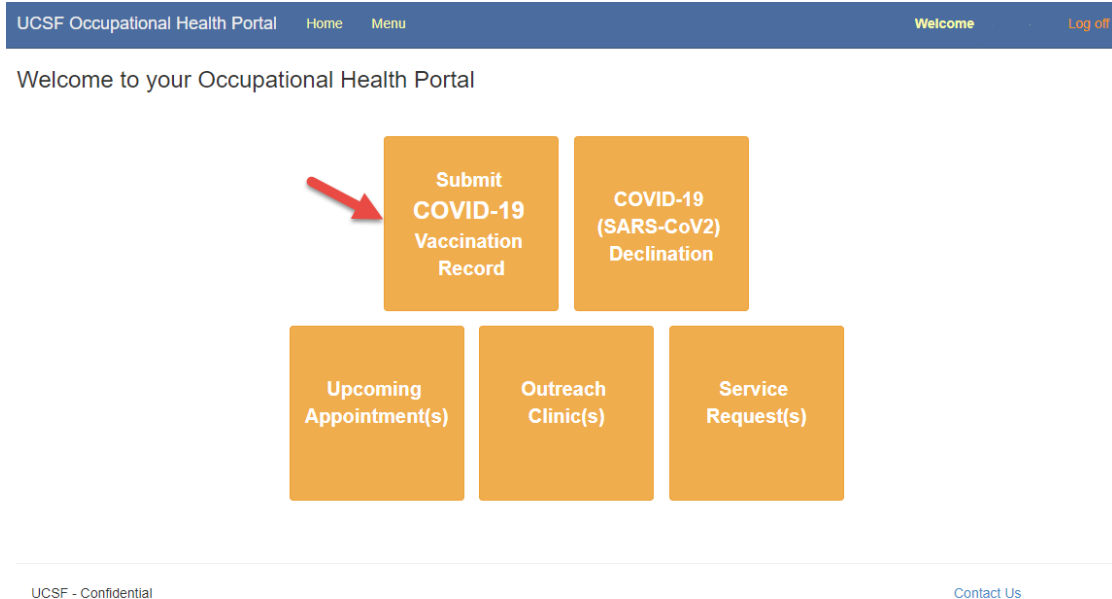 UCSF Occupational Health Portal Home Menu Welcome Log off
Welcome to your Occupational Health Portal
Submit
COVID-19
Vaccination
Record
COVID-19
(SARS-CoV2)
Declination
Upcoming
Appointment(s)
Outreach
Clinic(s)
Service
Request(s)
UCSF - Confidential Contact Us